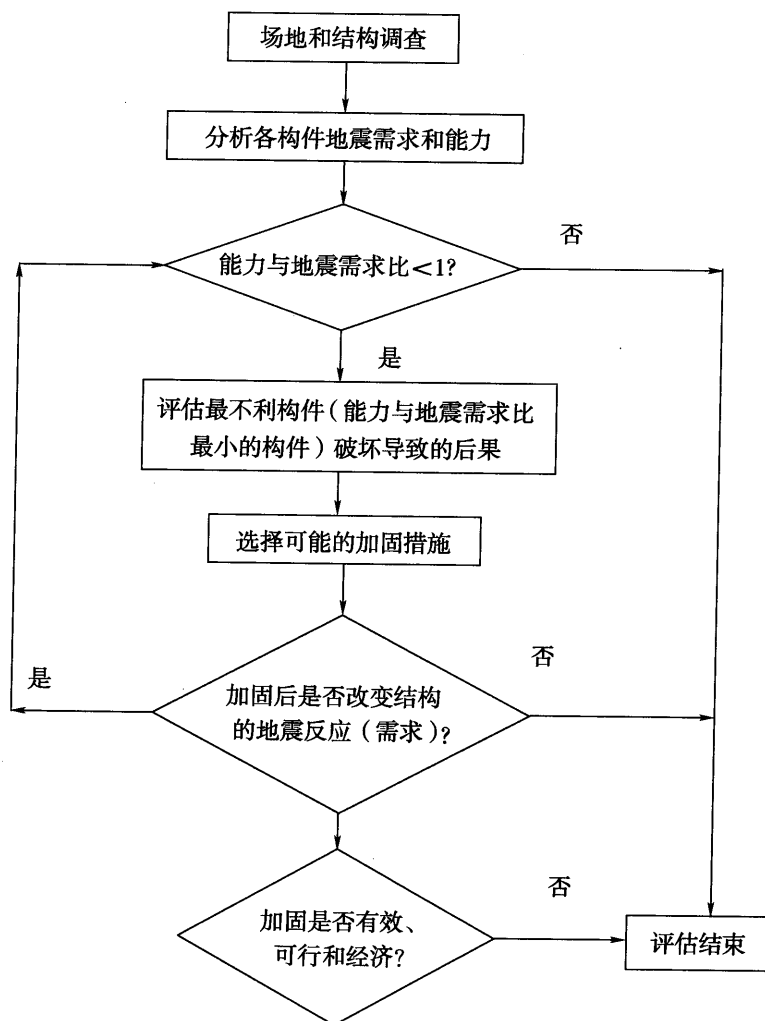 场地和结构调查
分析各构件地震需求和能力
能力与地震需求比<1?
否
是
评估最不利构件(能力与地震需求比
最小的构件)破坏导致的后果
选择可能的加固措施
是
加固后是否改变结构
的地震反应(需求)?
否
加固是否有效、
可行和经济?
否
评估结束